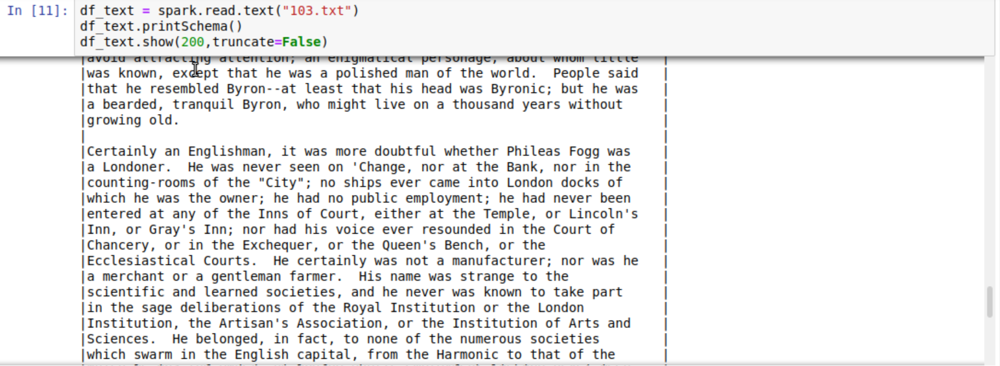 In [11]: df_text = spark.read.text("103.txt")
df_text.printSchema()
df_text.show(200,truncate=False)
|avoid attracting attention; an enigmatical personage, about whom little |
|was known, except that he was a polished man of the world.  People said |
|that he resembled Byron--at least that his head was Byronic; but he was |
|a bearded, tranquil Byron, who might live on a thousand years without |
|growing old. |
| |
|Certainly an Englishman, it was more doubtful whether Phileas Fogg was |
|a Londoner.  He was never seen on 'Change, nor at the Bank, nor in the |
|counting-rooms of the "City"; no ships ever came into London docks of |
|which he was the owner; he had no public employment; he had never been |
|entered at any of the Inns of Court, either at the Temple, or Lincoln's |
|Inn, or Gray's Inn; nor had his voice ever resounded in the Court of |
|Chancery, or in the Exchequer, or the Queen's Bench, or the |
|Ecclesiastical Courts.  He certainly was not a manufacturer; nor was he |
|a merchant or a gentleman farmer.  His name was strange to the |
|scientific and learned societies, and he never was known to take part |
|in the sage deliberations of the Royal Institution or the London |
|Institution, the Artisan's Association, or the Institution of Arts and |
|Sciences.  He belonged, in fact, to none of the numerous societies |
|which swarm in the English capital, from the Harmonic to that of the |